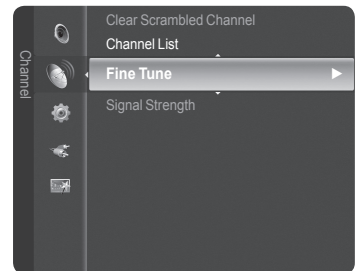 Channel
Clear Scrambled Channel
Channel List
Fine Tune
Signal Strength